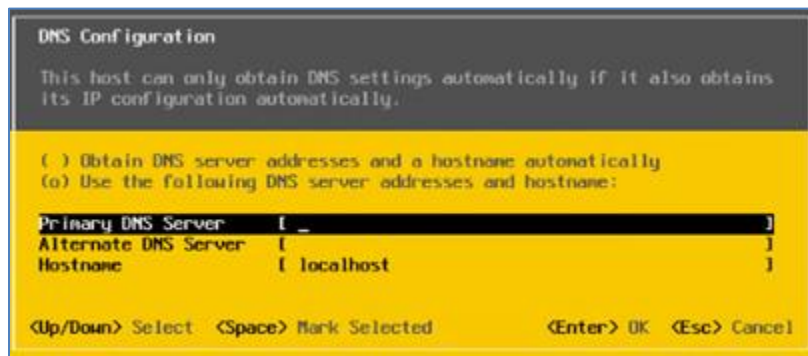 DNS Configuration
This host can only obtain DNS settings automatically if it also obtains
its IP configuration automatically.
( ) Obtain DNS server addresses and a hostname automatically
(o) Use the following DNS server addresses and hostname:
Primary DNS Server [ _ ]
Alternate DNS Server [ ]
Hostname [ localhost ]
<Up/Down> Select <Space> Mark Selected <Enter> OK <Esc> Cancel